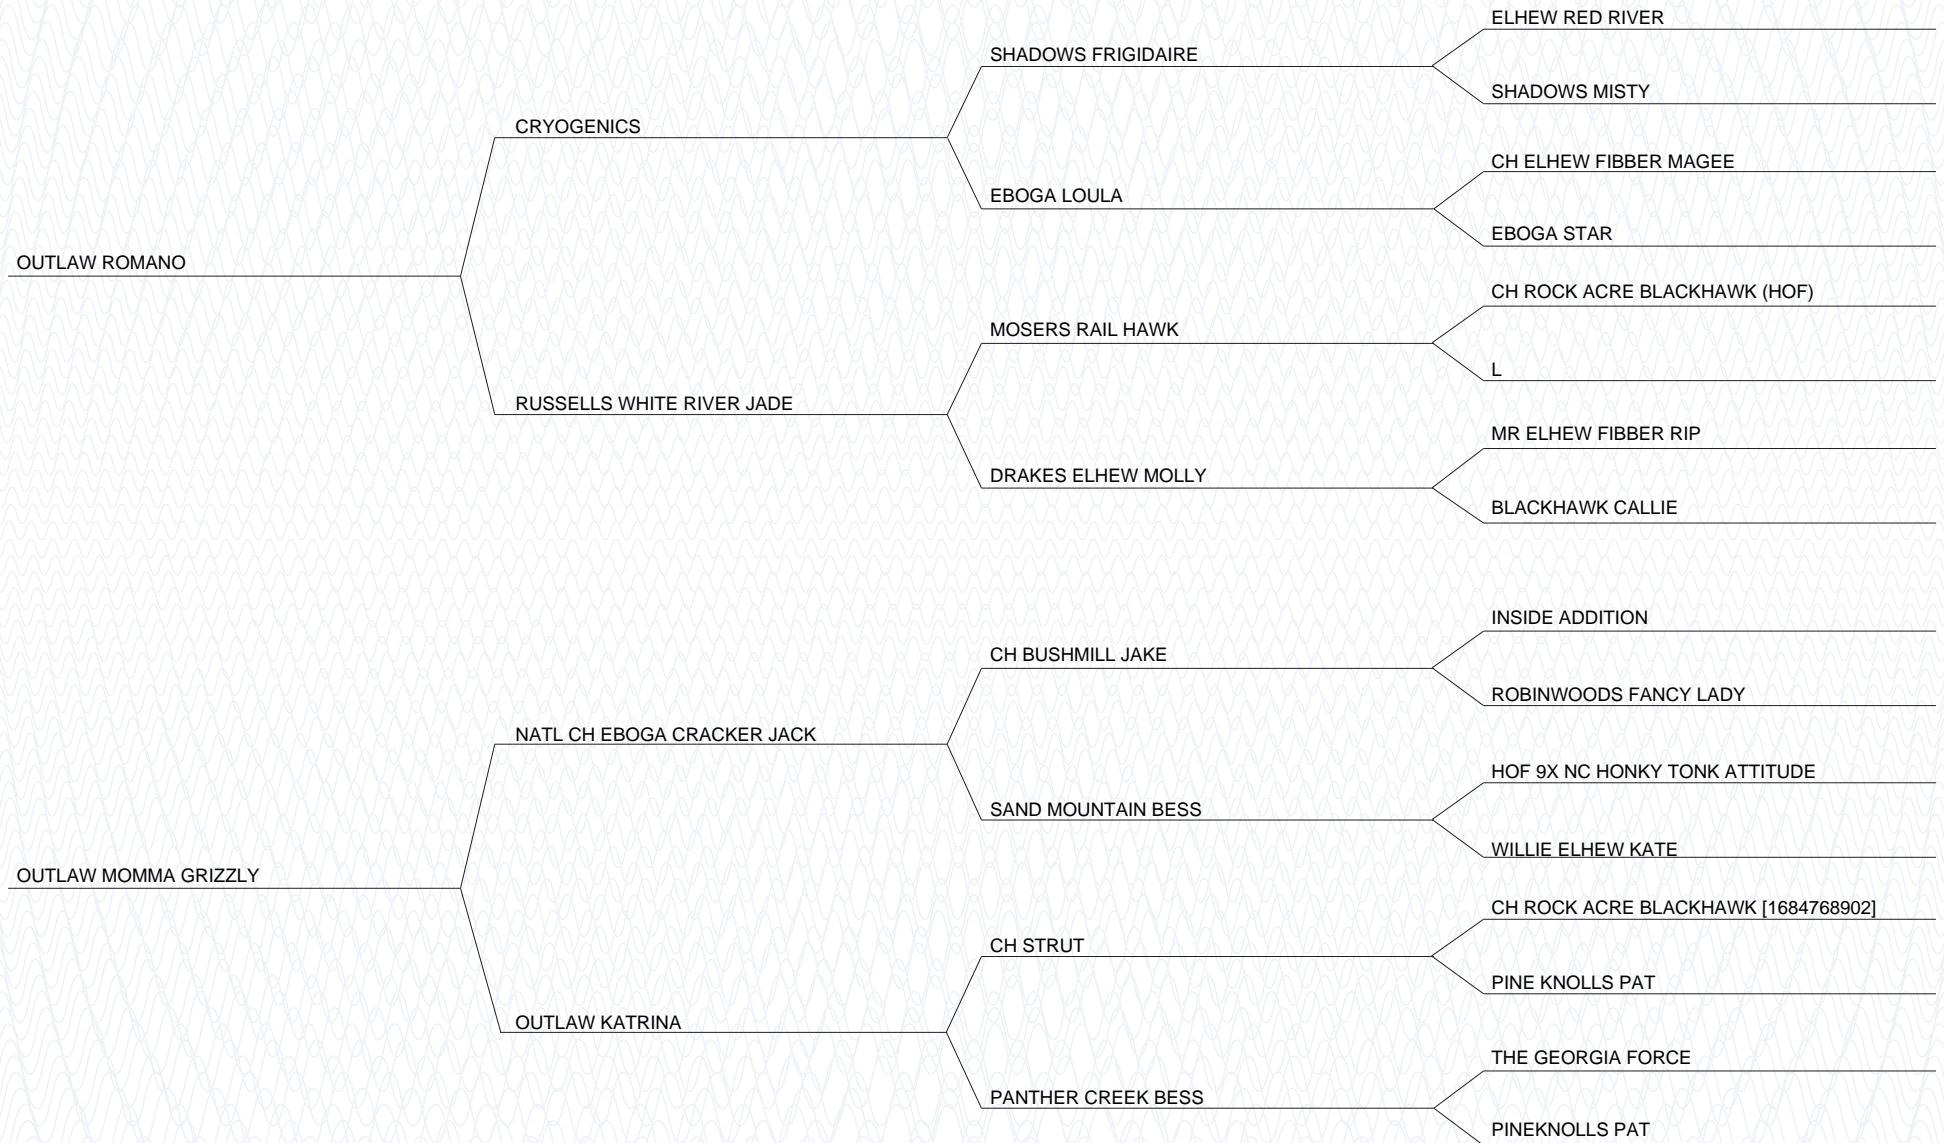 ELHEW RED RIVER
SHADOWS FRIGIDAIRE
SHADOWS MISTY
CRYOGENICS
CH ELHEW FIBBER MAGEE
EBOGA LOULA
EBOGA STAR
OUTLAW ROMANO
CH ROCK ACRE BLACKHAWK (HOF)
MOSERS RAIL HAWK
L
RUSSELLS WHITE RIVER JADE
MR ELHEW FIBBER RIP
DRAKES ELHEW MOLLY
BLACKHAWK CALLIE
INSIDE ADDITION
CH BUSHMILL JAKE
ROBINWOODS FANCY LADY
NATL CH EBOGA CRACKER JACK
HOF 9X NC HONKY TONK ATTITUDE
SAND MOUNTAIN BESS
WILLIE ELHEW KATE
OUTLAW MOMMA GRIZZLY
CH ROCK ACRE BLACKHAWK [1684768902]
CH STRUT
PINE KNOLLS PAT
OUTLAW KATRINA
THE GEORGIA FORCE
PANTHER CREEK BESS
PINEKNOLLS PAT